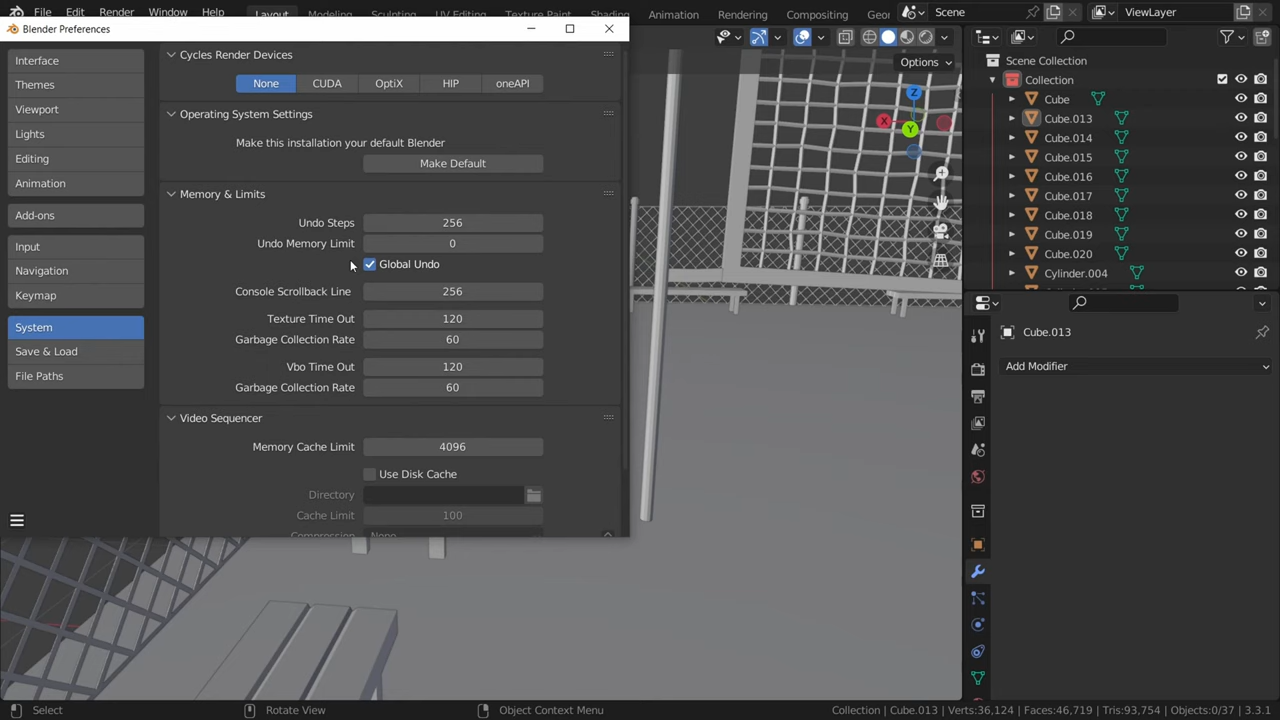 File Edit Render Window Help Layout Modeling Sculpting UV Editing Texture Paint Shading Animation Rendering Compositing Geor Scene ViewLayer
Blender Preferences
Options
Interface
Themes
Viewport
Lights
Editing
Animation
Add-ons
Input
Navigation
Keymap
System
Save & Load
File Paths
Cycles Render Devices
None CUDA OptiX HIP oneAPI
Operating System Settings
Make this installation your default Blender
Make Default
Memory & Limits
Undo Steps 256
Undo Memory Limit 0
Global Undo
Console Scrollback Line 256
Texture Time Out 120
Garbage Collection Rate 60
Vbo Time Out 120
Garbage Collection Rate 60
Video Sequencer
Memory Cache Limit 4096
Use Disk Cache
Directory
Cache Limit 100
Compression None
Z
X
Y
Scene Collection
Collection
Cube
Cube.013
Cube.014
Cube.015
Cube.016
Cube.017
Cube.018
Cube.019
Cube.020
Cylinder.004
Cube.013
Add Modifier
Select Rotate View Object Context Menu Collection | Cube.013 | Verts:36,124 | Faces:46,719 | Tris:93,754 | Objects:0/37 | 3.3.1